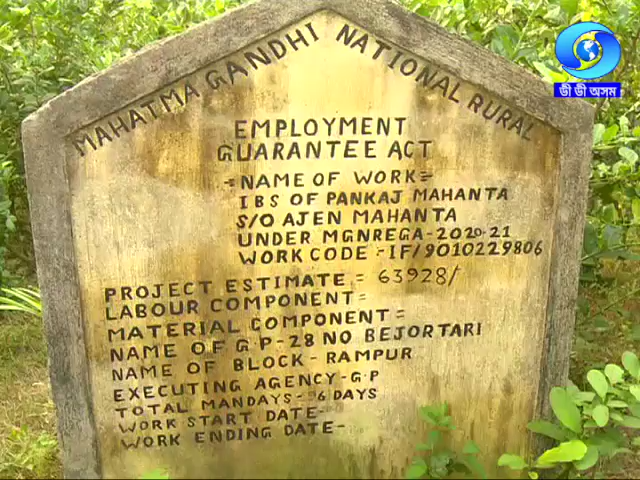 MAHATMA GANDHI NATIONAL RURAL
EMPLOYMENT
GUARANTEE ACT
=NAME OF WORK=
IBS OF PANKAJ MAHANTA
S/O AJEN MAHANTA
UNDER MGNREGA-2020-21
WORK CODE -IF/9010229806
PROJECT ESTIMATE = 63928/
LABOUR COMPONENT=
MATERIAL COMPONENT=
NAME OF G.P-28 NO BEJORTARI
NAME OF BLOCK-RAMPUR
EXECUTING AGENCY-G.P
TOTAL MANDAYS- 6 DAYS
WORK START DATE-
WORK ENDING DATE-
ডী ডী অসম